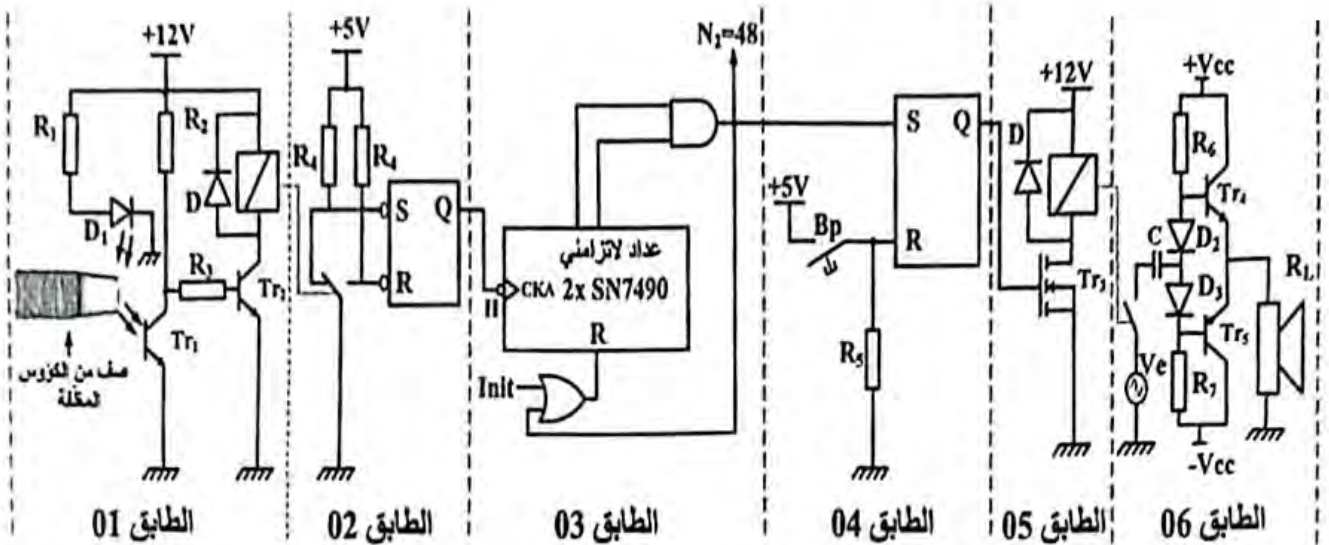 +12V
R₁
R₂
D
D₁
R₃
Tr₂
Tr₁
صف من الكؤوس
المقللة
+5V
R₄
R₄
S
Q
R
N₂=48
عداد لاتزامني
H
CKA 2x SN7490
R
Init
S
Q
+5V
Bp
R
R₅
+12V
D
Tr₃
+Vcc
R₆
Tr₄
C
D₂
R_L
D₃
Tr₅
Ve
R₇
-Vcc
الطابق 01
الطابق 02
الطابق 03
الطابق 04
الطابق 05
الطابق 06